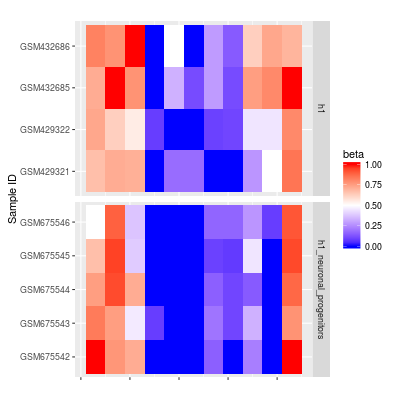 Sample ID
GSM432686
GSM432685
GSM429322
GSM429321
h1
GSM675546
GSM675545
GSM675544
GSM675543
GSM675542
h1_neuronal_progenitors
beta
1.00
0.75
0.50
0.25
0.00